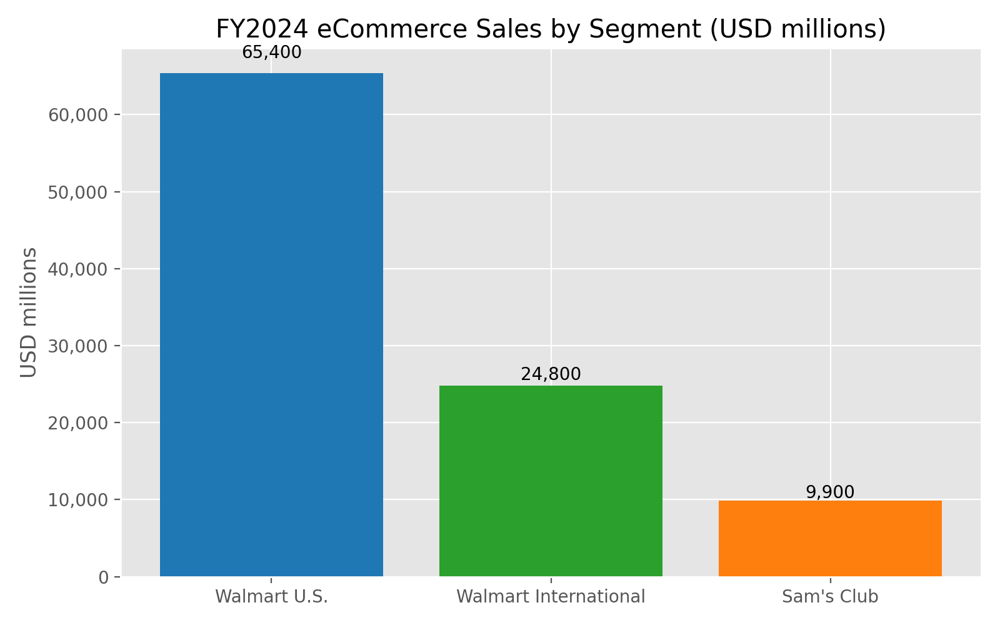 FY2024 eCommerce Sales by Segment (USD millions)
65,400
60,000
50,000
40,000
30,000
24,800
20,000
10,000
9,900
0
USD millions
Walmart U.S.
Walmart International
Sam's Club